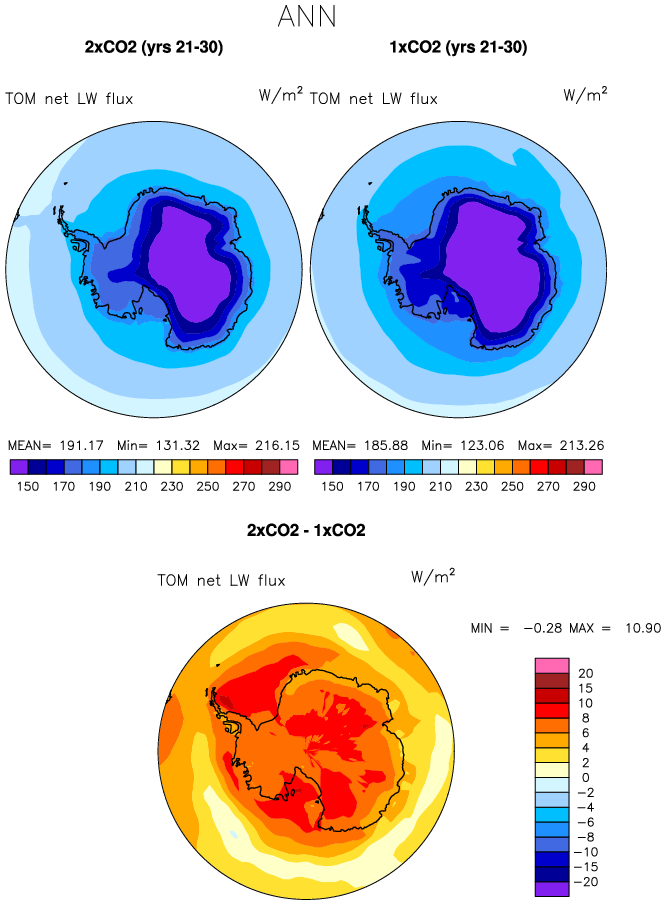 ANN
2xCO2 (yrs 21-30) 1xCO2 (yrs 21-30)
TOM net LW flux W/m² TOM net LW flux W/m²
MEAN= 191.17 Min= 131.32 Max= 216.15 MEAN= 185.88 Min= 123.06 Max= 213.26
150 170 190 210 230 250 270 290 150 170 190 210 230 250 270 290
2xCO2 - 1xCO2
TOM net LW flux W/m²
MIN = −0.28 MAX = 10.90
20
15
10
8
6
4
2
0
−2
−4
−6
−8
−10
−15
−20